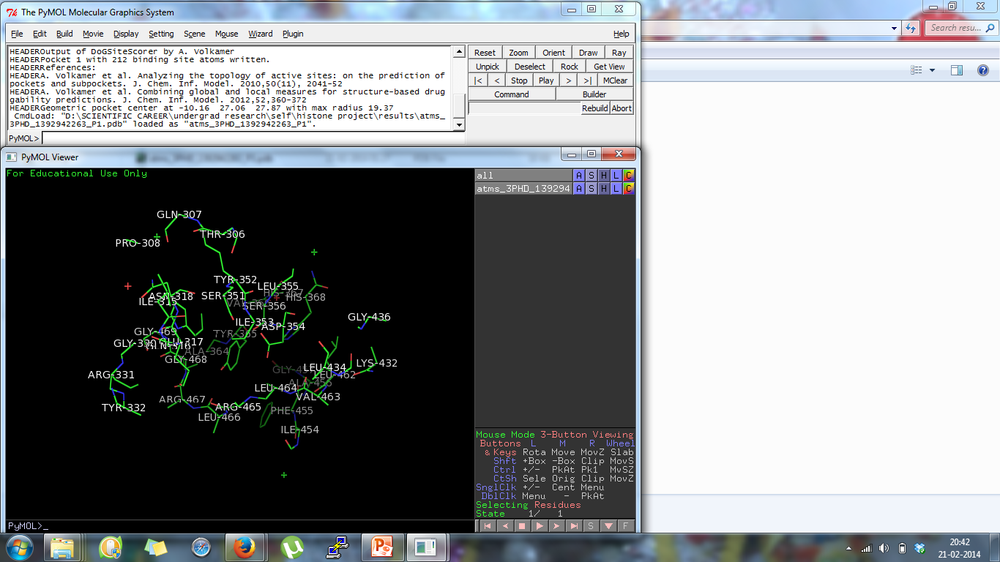 The PyMOL Molecular Graphics System
File Edit Build Movie Display Setting Scene Mouse Wizard Plugin Help
HEADEROutput of DoGSiteScorer by A. Volkamer
HEADERPocket 1 with 212 binding site atoms written.
HEADERReferences:
HEADERA. Volkamer et al. Analyzing the topology of active sites: on the prediction of
pockets and subpockets. J. Chem. Inf. Model. 2010,50(11), 2041-52
HEADERA. Volkamer et al. Combining global and local measures for structure-based drug
gability predictions. J. Chem. Inf. Model. 2012,52,360-372
HEADERGeometric pocket center at -10.16 27.06 27.87 with max radius 19.37
CmdLoad: "D:\SCIENTIFIC CAREER\undergrad research\self\histone project\results\atms_
3PHD_1392942263_P1.pdb" loaded as "atms_3PHD_1392942263_P1".
PyMOL>
Reset Zoom Orient Draw Ray
Unpick Deselect Rock Get View
|< < Stop Play > >| MClear
Command Builder
Rebuild Abort
Search resu...
PyMOL Viewer
For Educational Use Only
GLN-307
THR-306
PRO-308
TYR-352
LEU-355
ASN-318
SER-351
HIS-367
HIS-368
ILE-315
SER-356
GLY-436
ILE-353
ASP-354
GLY-469
TYR-365
GLU-317
ALA-364
GLY-468
LYS-432
LEU-434
ARG-331
LEU-462
ALA-456
LEU-464
VAL-463
ARG-467
ARG-465
TYR-332
LEU-466
PHE-455
ILE-454
all A S H L C
atms_3PHD_139294 A S H L C
Mouse Mode 3-Button Viewing
Buttons L M R Wheel
& Keys Rota Move MovZ Slab
Shft +Box -Box Clip MovS
Ctrl +/- PkAt Pk1 MvSZ
CtSh Sele Orig Clip MovZ
SnglClk +/- Cent Menu
DblClk Menu - PkAt
Selecting Residues
State 1/ 1
S F
PyMOL>_
20:42
21-02-2014